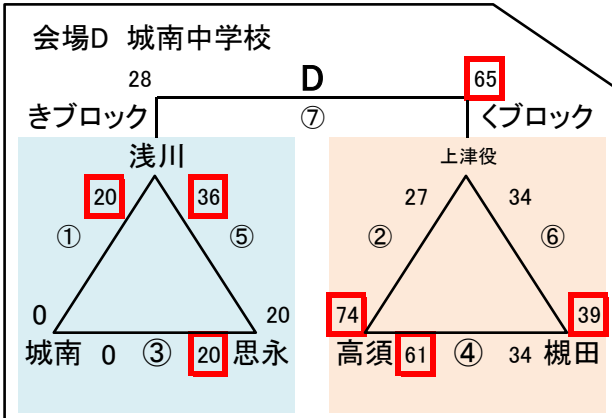 会場D 城南中学校
28 D 65
きブロック ⑦ くブロック
浅川 上津役
20 36 27 34
① ⑤ ② ⑥
0 20 74 39
城南 0 ③ 20 思永 高須 61 ④ 34 槻田